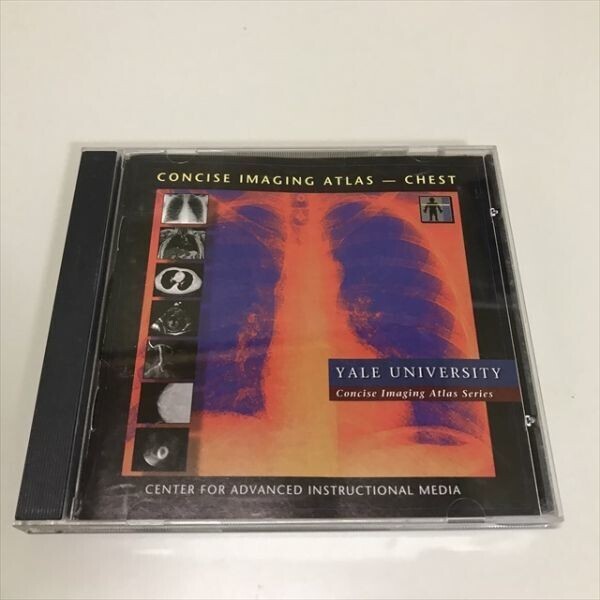 CONCISE IMAGING ATLAS — CHEST
YALE UNIVERSITY
Concise Imaging Atlas Series
CENTER FOR ADVANCED INSTRUCTIONAL MEDIA